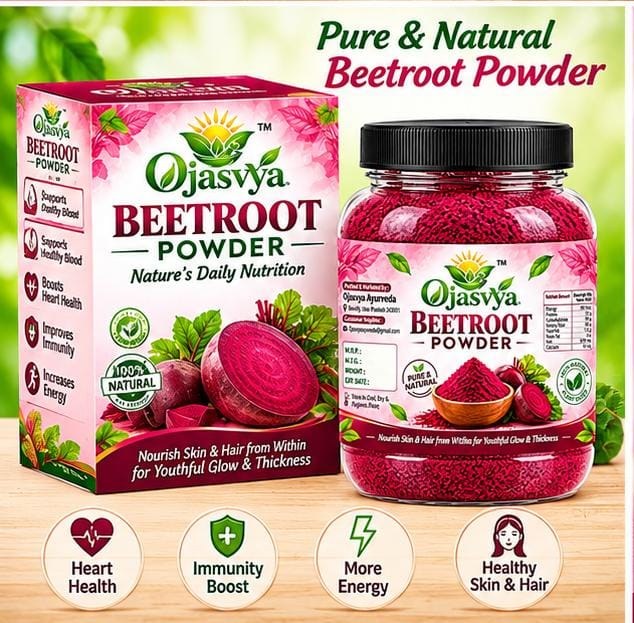 Pure & Natural
Beetroot Powder
Ojasvya
BEETROOT
POWDER
Supports
Healthy Blood
Boosts
Heart Health
Improves
Immunity
Increases
Energy
TM
Ojasvya
BEETROOT
POWDER
Nature's Daily Nutrition
100%
NATURAL
Nourish Skin & Hair from Within
for Youthful Glow & Thickness
TM
Ojasvya
BEETROOT
POWDER
Ojasvya Ayurveda
M.R.P.:
WEIGHT :
PURE &
NATURAL
Energy
Nourish Skin & Hair from Within for Youthful Glow & Thickness
Heart
Health
Immunity
Boost
More
Energy
Healthy
Skin & Hair